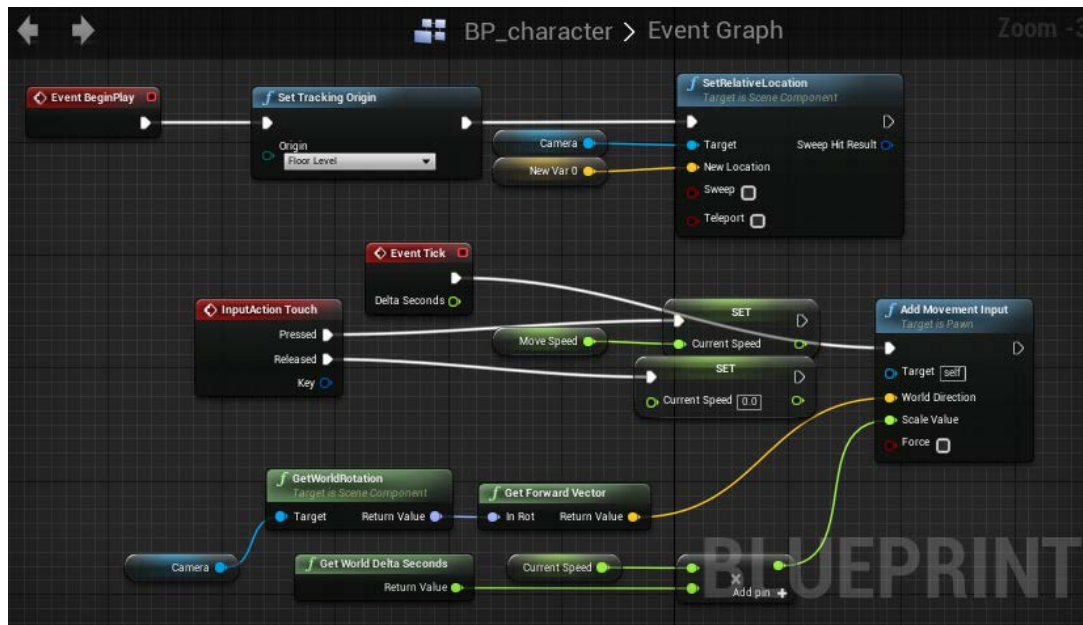 BP_character > Event Graph
Zoom -3
Event BeginPlay
Set Tracking Origin
Origin
Floor Level
Camera
New Var 0
SetRelativeLocation
Target is Scene Component
Target
Sweep Hit Result
New Location
Sweep
Teleport
Event Tick
Delta Seconds
InputAction Touch
Pressed
Released
Key
Move Speed
SET
Current Speed
SET
Current Speed 0.0
Add Movement Input
Target is Pawn
Target self
World Direction
Scale Value
Force
GetWorldRotation
Target is Scene Component
Target Return Value
Get Forward Vector
In Rot Return Value
Camera
Get World Delta Seconds
Return Value
Current Speed
Add pin +
BLUEPRINT